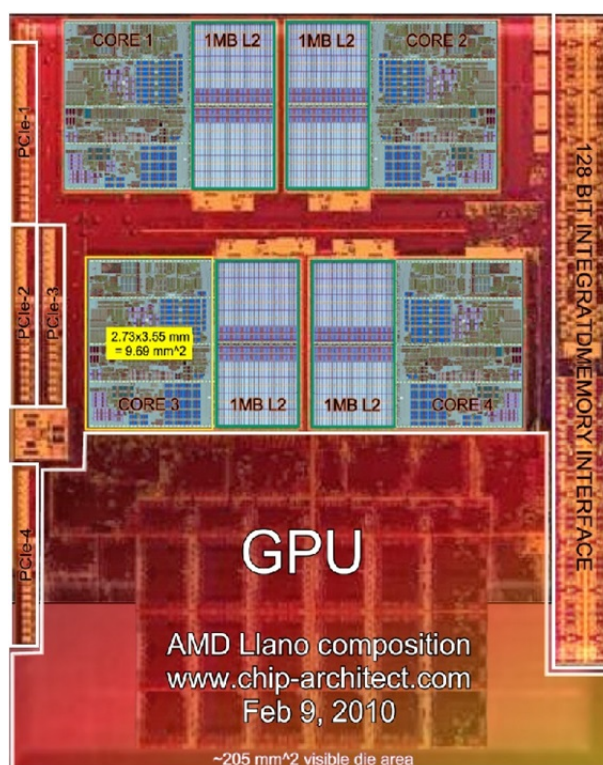 CORE 1
1MB L2
1MB L2
CORE 2
PCIe-1
PCIe-2
PCIe-3
128 BIT INTEGRATDMEMORY INTERFACE
2.73x3.55 mm
= 9.69 mm^2
CORE 3
1MB L2
1MB L2
CORE 4
PCIe-4
GPU
AMD Llano composition
www.chip-architect.com
Feb 9, 2010
~205 mm^2 visible die area